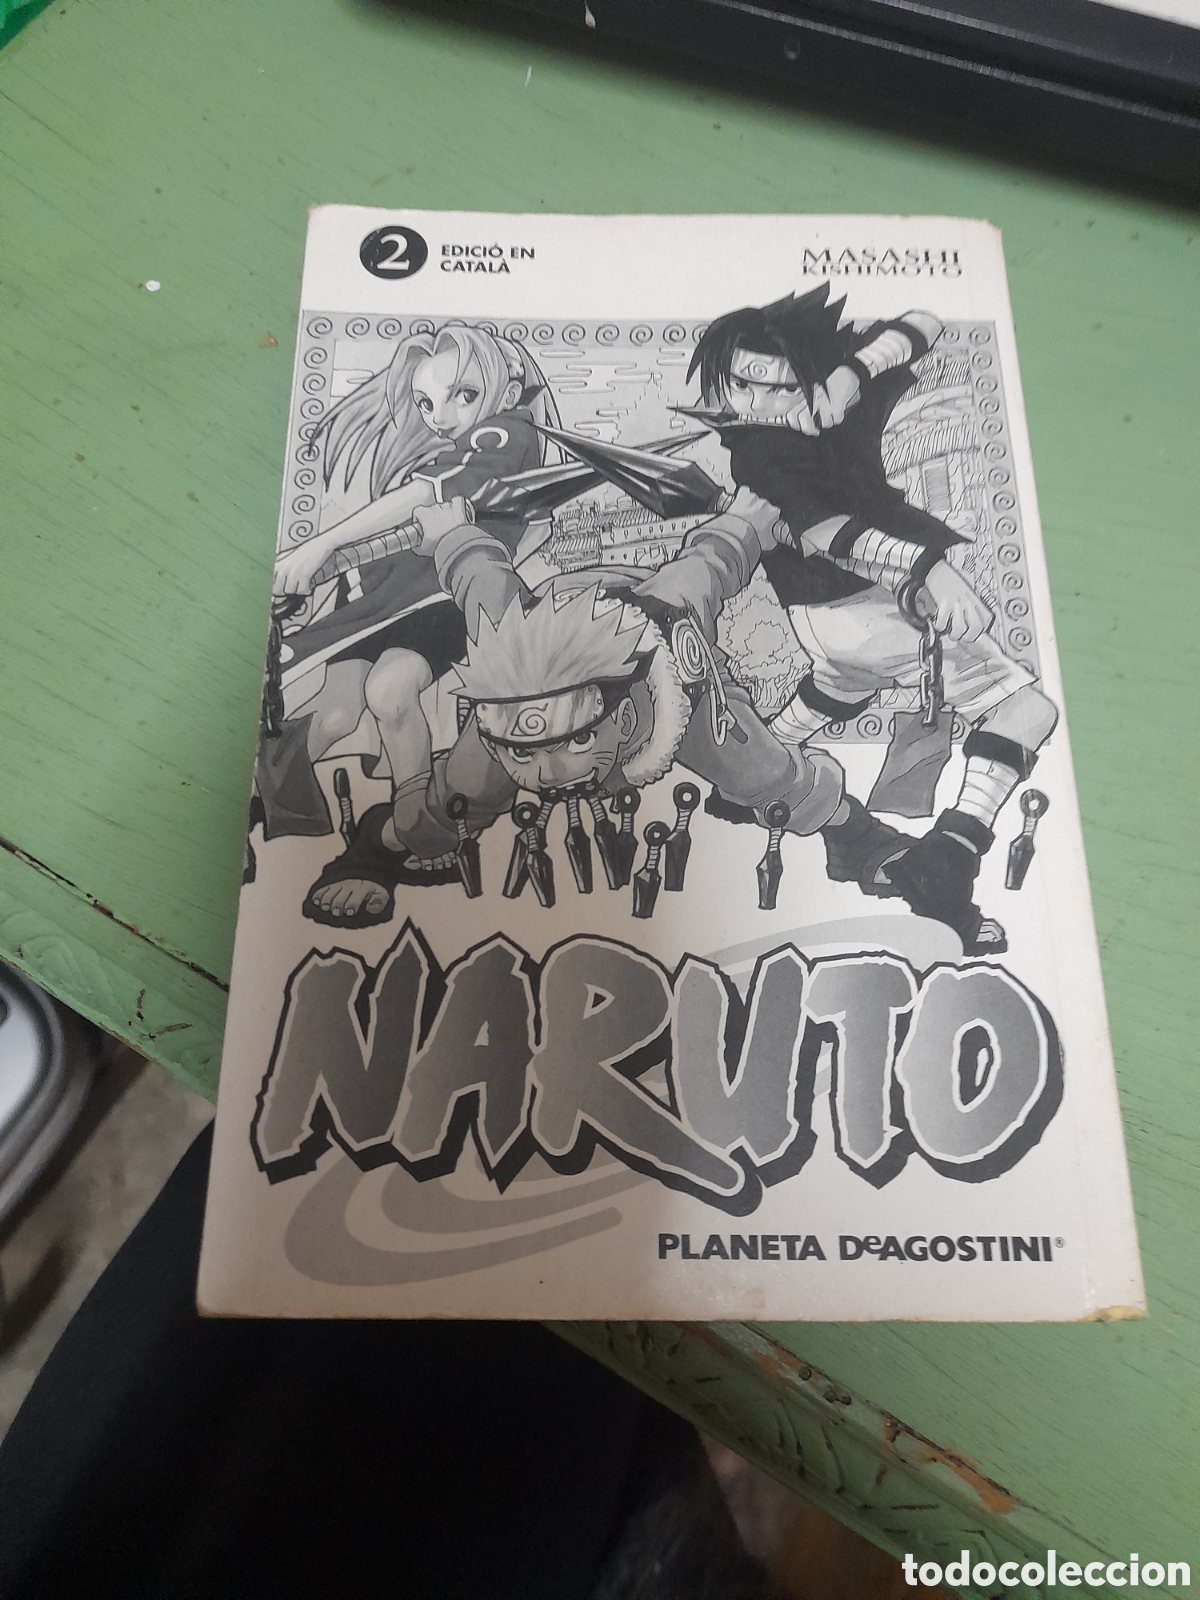 2
EDICIÓ EN
CATALÀ
MASASHI
KISHIMOTO
NARUTO
PLANETA DeAGOSTINI®
todocoleccion